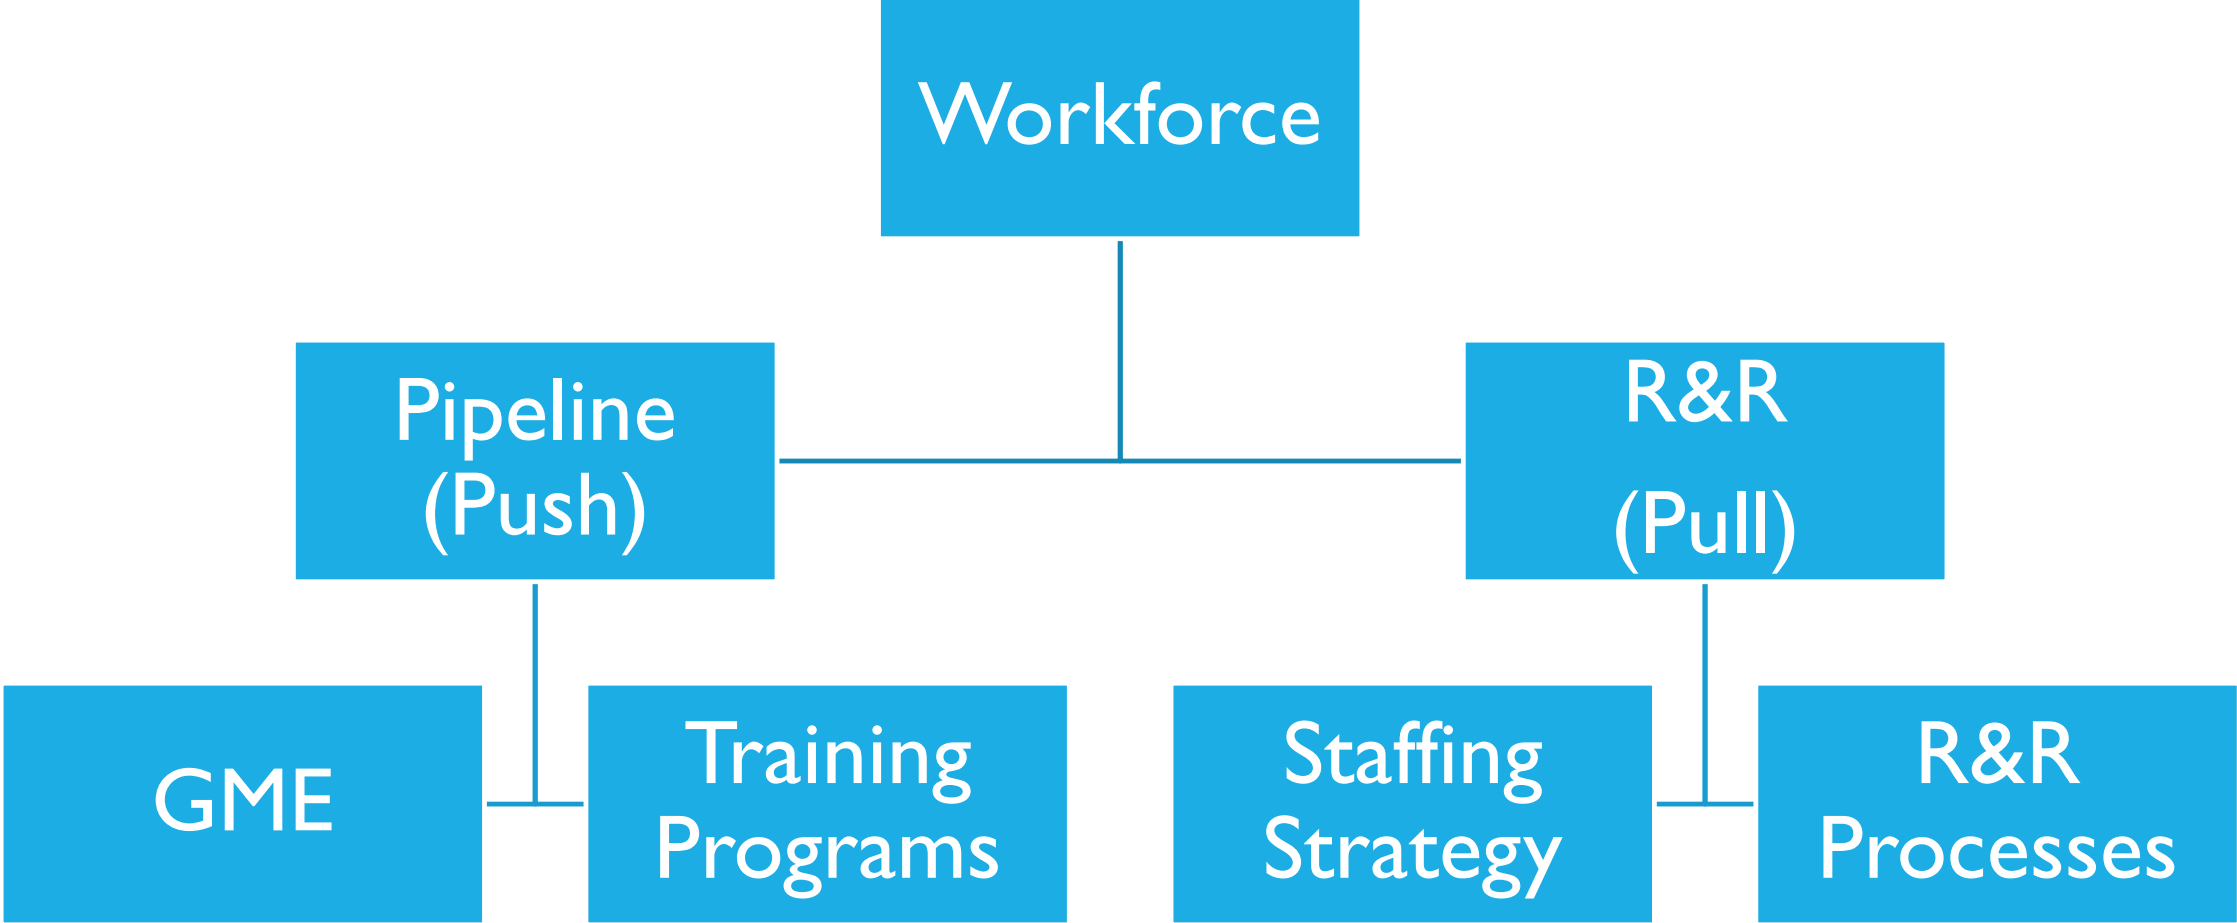 Workforce
Pipeline
(Push)
R&R
(Pull)
GME
Training
Programs
Staffing
Strategy
R&R
Processes